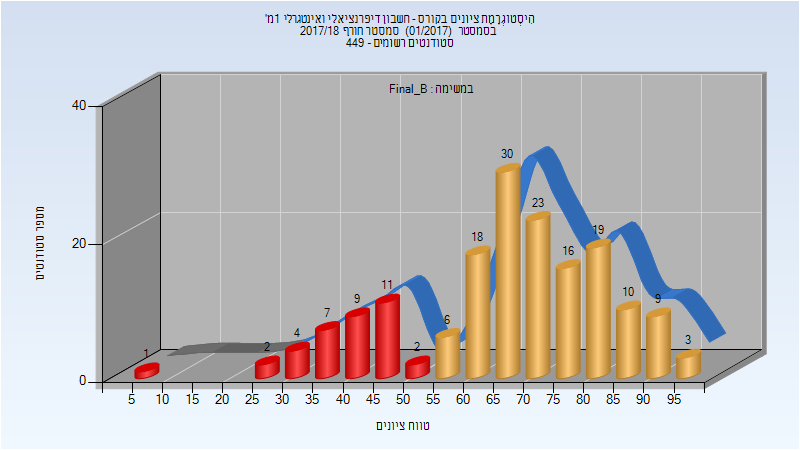 היסטוגרמת ציונים בקורס - חשבון דיפרנציאלי ואינטגרלי 1מ'
בסמסטר (01/2017) סמסטר חורף 2017/18
סטודנטים רשומים - 449
במשימה : Final_B
מספר סטודנטים
40
20
0
1
2
4
7
9
11
2
6
18
30
23
16
19
10
9
3
5 10 15 20 25 30 35 40 45 50 55 60 65 70 75 80 85 90 95
טווח ציונים